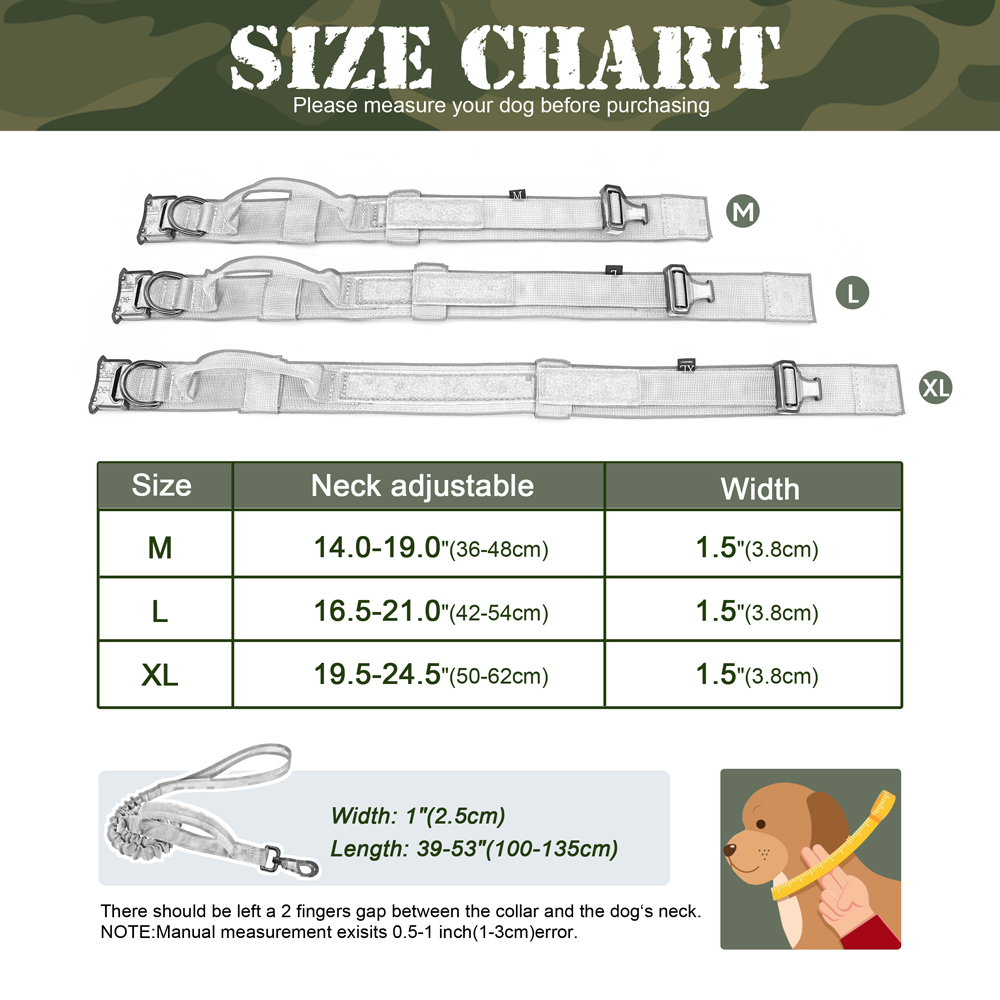 SIZE CHART
Please measure your dog before purchasing
M
M
L
L
XL
XL
Size Neck adjustable Width
M 14.0-19.0"(36-48cm) 1.5"(3.8cm)
L 16.5-21.0"(42-54cm) 1.5"(3.8cm)
XL 19.5-24.5"(50-62cm) 1.5"(3.8cm)
Width: 1"(2.5cm)
Length: 39-53"(100-135cm)
There should be left a 2 fingers gap between the collar and the dog‘s neck.
NOTE:Manual measurement exisits 0.5-1 inch(1-3cm)error.